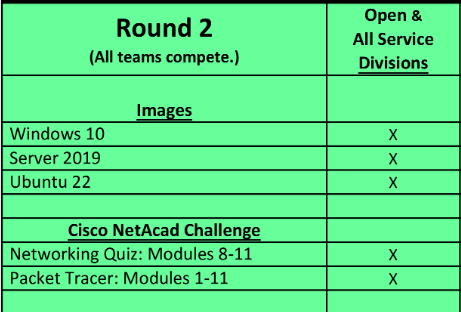 Round 2
(All teams compete.)
Open &
All Service
Divisions
Images
Windows 10 X
Server 2019 X
Ubuntu 22 X
Cisco NetAcad Challenge
Networking Quiz: Modules 8-11 X
Packet Tracer: Modules 1-11 X